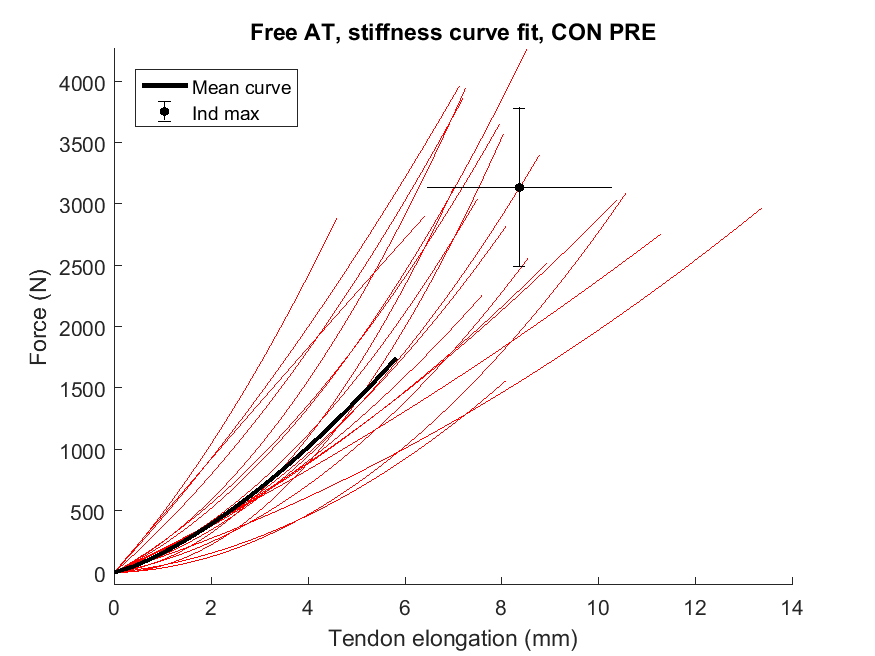 Free AT, stiffness curve fit, CON PRE
Mean curve
Ind max
Force (N)
4000
3500
3000
2500
2000
1500
1000
500
0
0 2 4 6 8 10 12 14
Tendon elongation (mm)